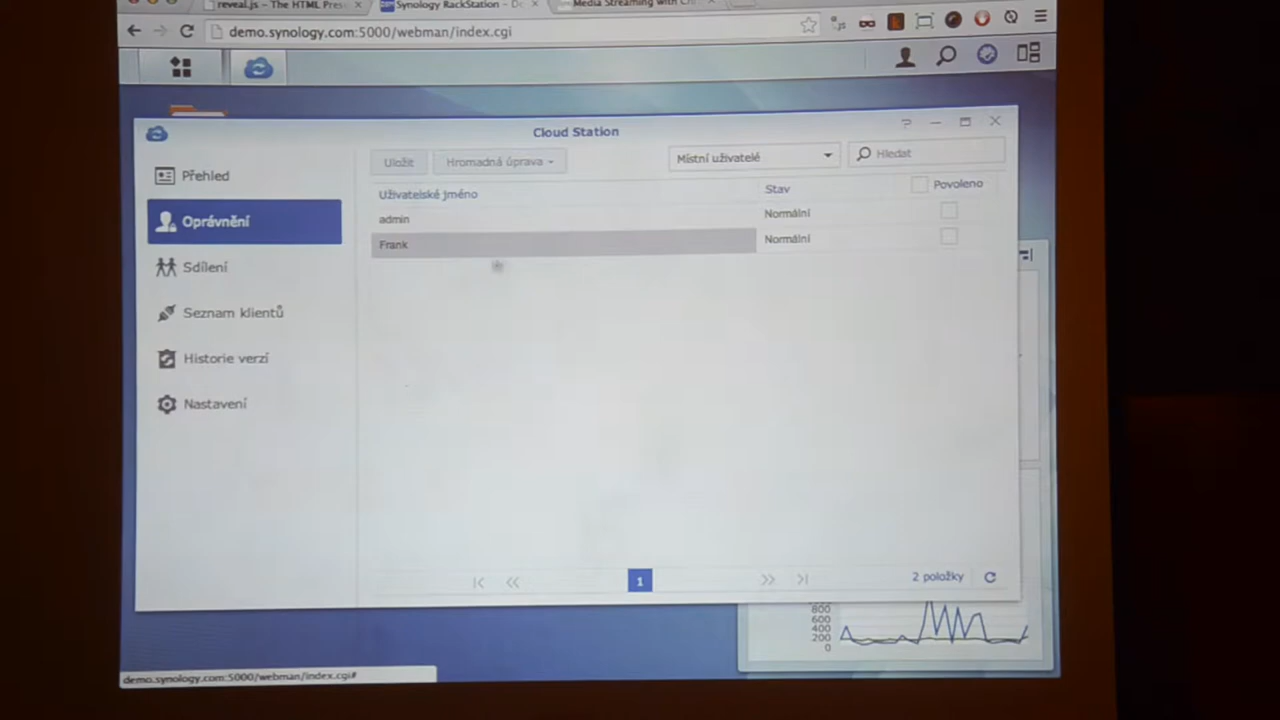 reveal.js – The HTML Pres
Synology RackStation - De
Media Streaming with
demo.synology.com:5000/webman/index.cgi
Cloud Station
Přehled
Oprávnění
Sdílení
Seznam klientů
Historie verzí
Nastavení
Uložit
Hromadná úprava
Místní uživatelé
Hledat
Uživatelské jméno
Stav
Povoleno
admin
Normální
Frank
Normální
1
2 položky
800
600
400
200
0
demo.synology.com:5000/webman/index.cgi#